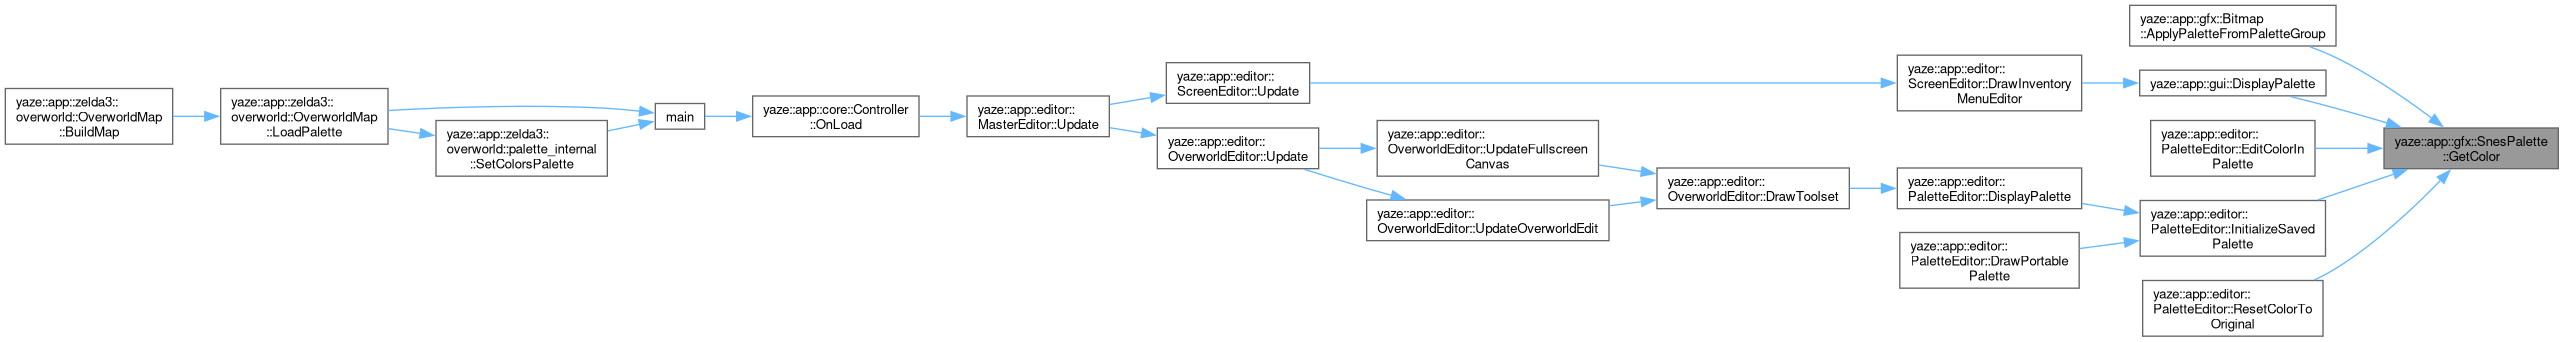 yaze::app::zelda3::
overworld::OverworldMap
::BuildMap
yaze::app::zelda3::
overworld::OverworldMap
::LoadPalette
yaze::app::zelda3::
overworld::palette_internal
::SetColorsPalette
main
yaze::app::core::Controller
::OnLoad
yaze::app::editor::
MasterEditor::Update
yaze::app::editor::
ScreenEditor::Update
yaze::app::editor::
OverworldEditor::Update
yaze::app::editor::
OverworldEditor::UpdateFullscreen
Canvas
yaze::app::editor::
OverworldEditor::UpdateOverworldEdit
yaze::app::editor::
OverworldEditor::DrawToolset
yaze::app::editor::
ScreenEditor::DrawInventory
MenuEditor
yaze::app::editor::
PaletteEditor::DisplayPalette
yaze::app::editor::
PaletteEditor::DrawPortable
Palette
yaze::app::gfx::Bitmap
::ApplyPaletteFromPaletteGroup
yaze::app::gui::DisplayPalette
yaze::app::editor::
PaletteEditor::EditColorIn
Palette
yaze::app::editor::
PaletteEditor::InitializeSaved
Palette
yaze::app::editor::
PaletteEditor::ResetColorTo
Original
yaze::app::gfx::SnesPalette
::GetColor